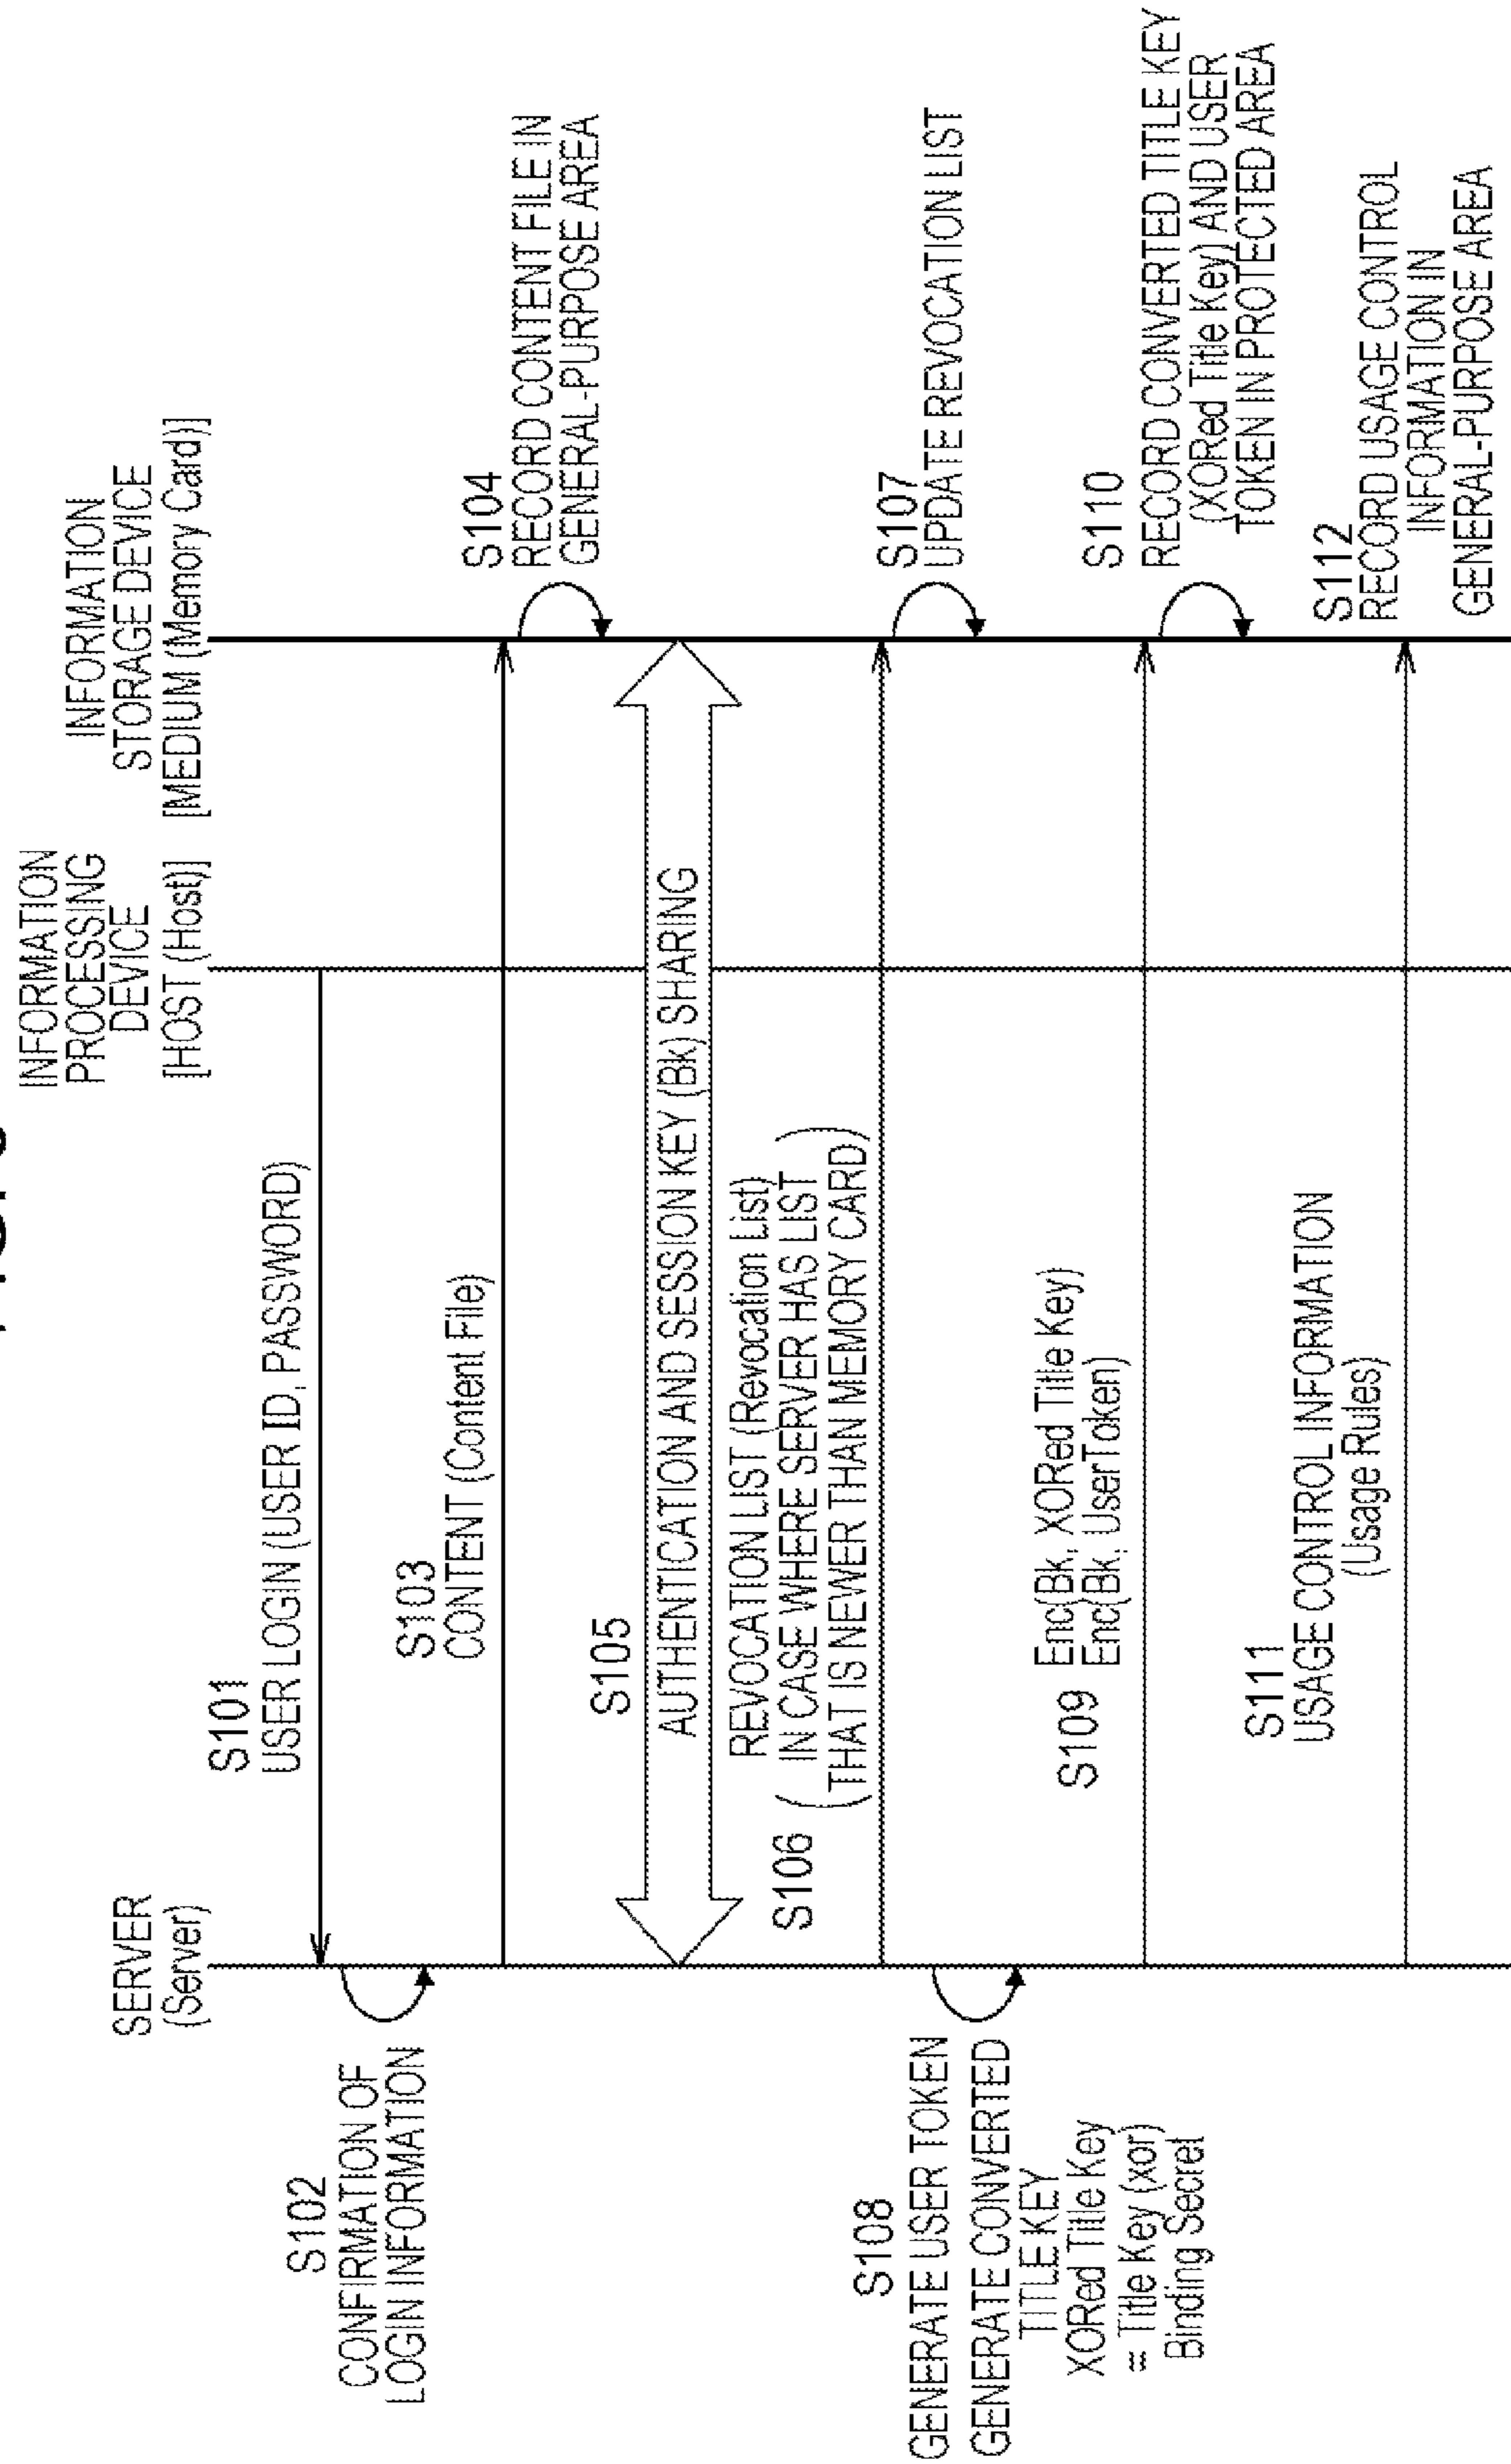 SERVER
(Server)
INFORMATION
PROCESSING
DEVICE
[HOST (Host)]
INFORMATION
STORAGE DEVICE
[MEDIUM (Memory Card)]
S101
USER LOGIN (USER ID, PASSWORD)
S102
CONFIRMATION OF
LOGIN INFORMATION
S103
CONTENT (Content File)
S104
RECORD CONTENT FILE IN
GENERAL-PURPOSE AREA
S105
AUTHENTICATION AND SESSION KEY (Bk) SHARING
REVOCATION LIST (Revocation List)
S106
(IN CASE WHERE SERVER HAS LIST
THAT IS NEWER THAN MEMORY CARD)
S107
UPDATE REVOCATION LIST
S108
GENERATE USER TOKEN
GENERATE CONVERTED
TITLE KEY
XORed Title Key
= Title Key (xor)
Binding Secret
S109
Enc(Bk, XORed Title Key)
Enc(Bk, UserToken)
S110
RECORD CONVERTED TITLE KEY
(XORed Title Key) AND USER
TOKEN IN PROTECTED AREA
S111
USAGE CONTROL INFORMATION
(Usage Rules)
S112
RECORD USAGE CONTROL
INFORMATION IN
GENERAL-PURPOSE AREA